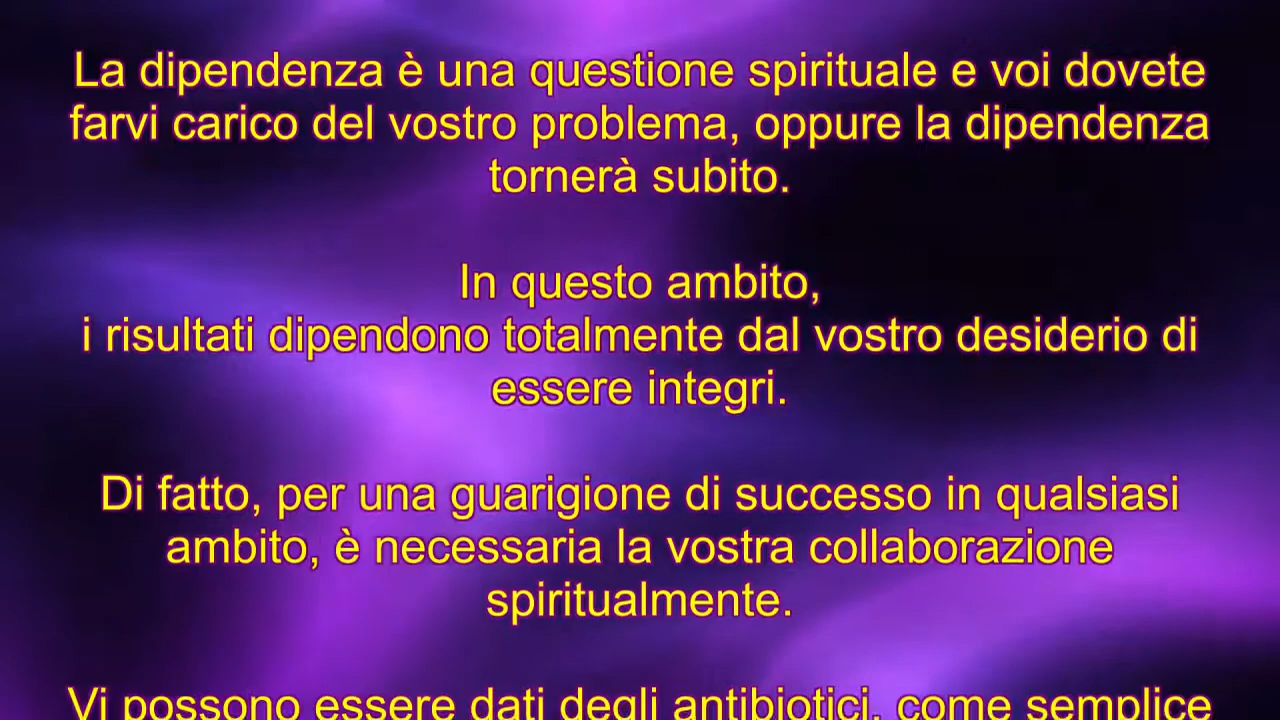 La dipendenza è una questione spirituale e voi dovete
farvi carico del vostro problema, oppure la dipendenza
tornerà subito.
In questo ambito,
i risultati dipendono totalmente dal vostro desiderio di
essere integri.
Di fatto, per una guarigione di successo in qualsiasi
ambito, è necessaria la vostra collaborazione
spiritualmente.
Vi possono essere dati degli antibiotici, come semplice